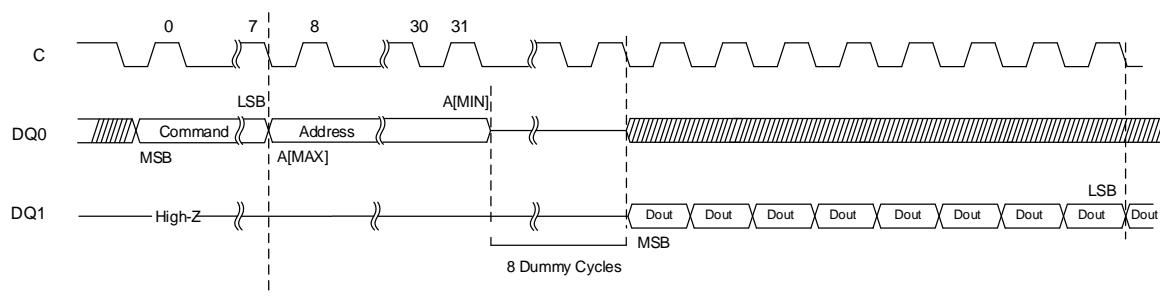 0 7 8 30 31
C
LSB A[MIN]
DQ0 Command Address
MSB A[MAX]
LSB
DQ1 High-Z Dout Dout Dout Dout Dout Dout Dout Dout Dout
MSB
8 Dummy Cycles